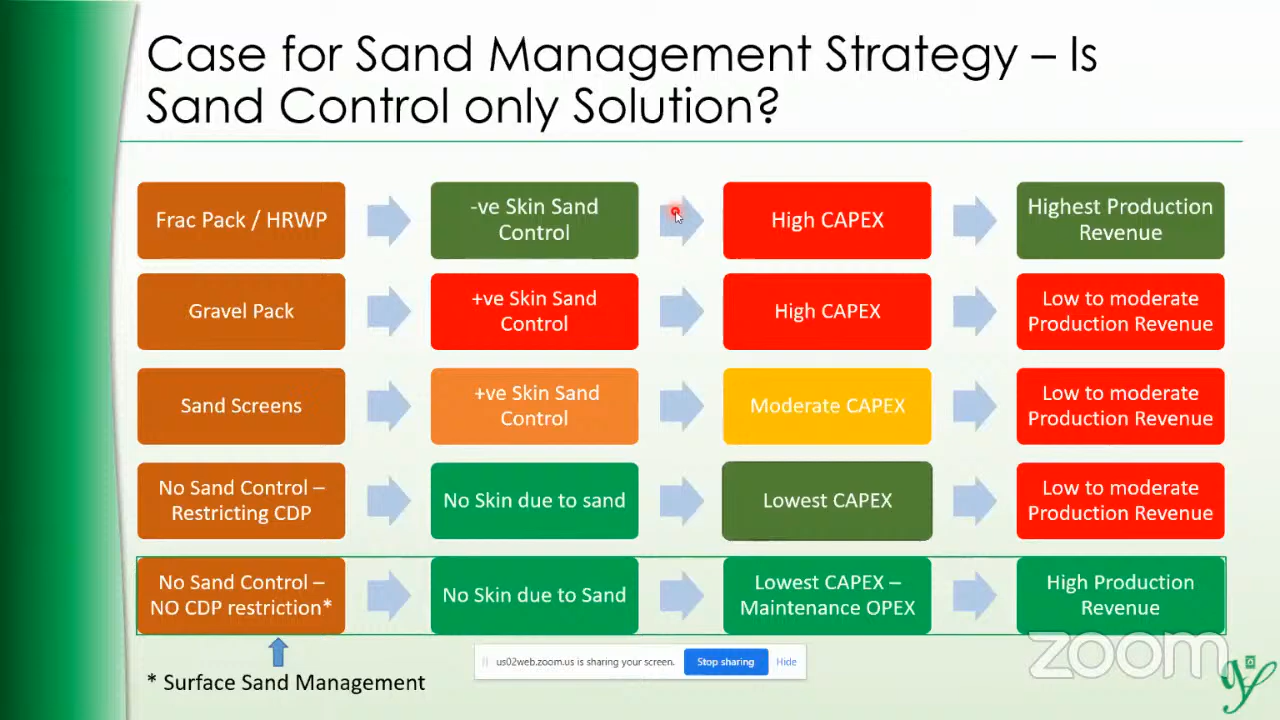 Case for Sand Management Strategy – Is
Sand Control only Solution?
Frac Pack / HRWP
-ve Skin Sand
Control
High CAPEX
Highest Production
Revenue
Gravel Pack
+ve Skin Sand
Control
High CAPEX
Low to moderate
Production Revenue
Sand Screens
+ve Skin Sand
Control
Moderate CAPEX
Low to moderate
Production Revenue
No Sand Control –
Restricting CDP
No Skin due to sand
Lowest CAPEX
Low to moderate
Production Revenue
No Sand Control –
NO CDP restriction*
No Skin due to Sand
Lowest CAPEX –
Maintenance OPEX
High Production
Revenue
* Surface Sand Management
us02web.zoom.us is sharing your screen.
Stop sharing
Hide
zoom